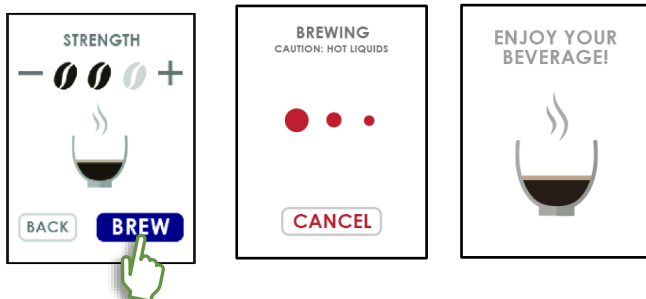 STRENGTH
BACK
BREW
BREWING
CAUTION: HOT LIQUIDS
CANCEL
ENJOY YOUR
BEVERAGE!